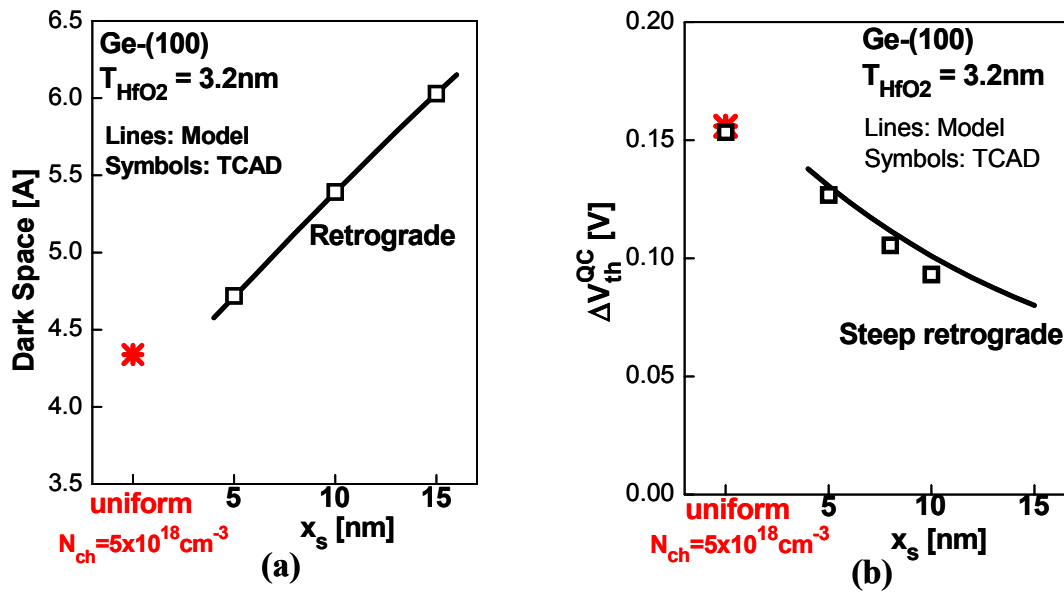 Ge-(100)
T_HfO2 = 3.2nm
Lines: Model
Symbols: TCAD
Retrograde
Dark Space [A]
6.5
6.0
5.5
5.0
4.5
4.0
3.5
uniform 5 10 15
N_ch=5x10^18cm^-3
x_s [nm]
(a)
Ge-(100)
T_HfO2 = 3.2nm
Lines: Model
Symbols: TCAD
Steep retrograde
ΔV_th^QC [V]
0.20
0.15
0.10
0.05
0.00
uniform 5 10 15
N_ch=5x10^18cm^-3
x_s [nm]
(b)